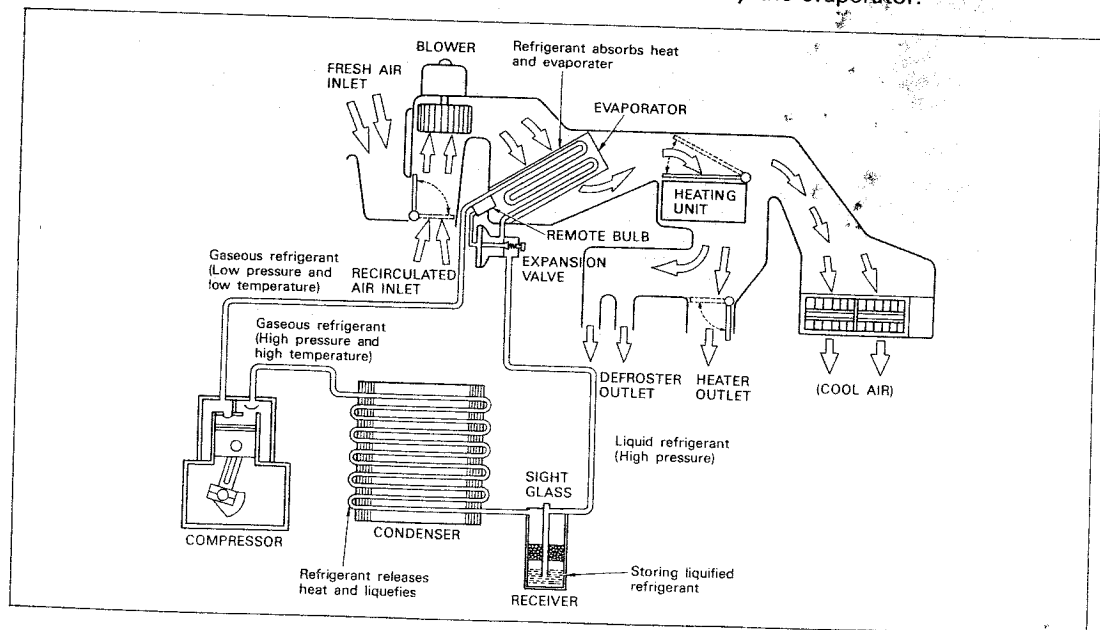 the evaporator.
BLOWER
Refrigerant absorbs heat
and evaporater
FRESH AIR
INLET
EVAPORATOR
HEATING
UNIT
REMOTE BULB
EXPANSION
VALVE
Gaseous refrigerant
(Low pressure and
low temperature)
RECIRCULATED
AIR INLET
Gaseous refrigerant
(High pressure and
high temperature)
DEFROSTER
OUTLET
HEATER
OUTLET
(COOL AIR)
Liquid refrigerant
(High pressure)
SIGHT
GLASS
COMPRESSOR
CONDENSER
Refrigerant releases
heat and liquefies
Storing liquified
refrigerant
RECEIVER